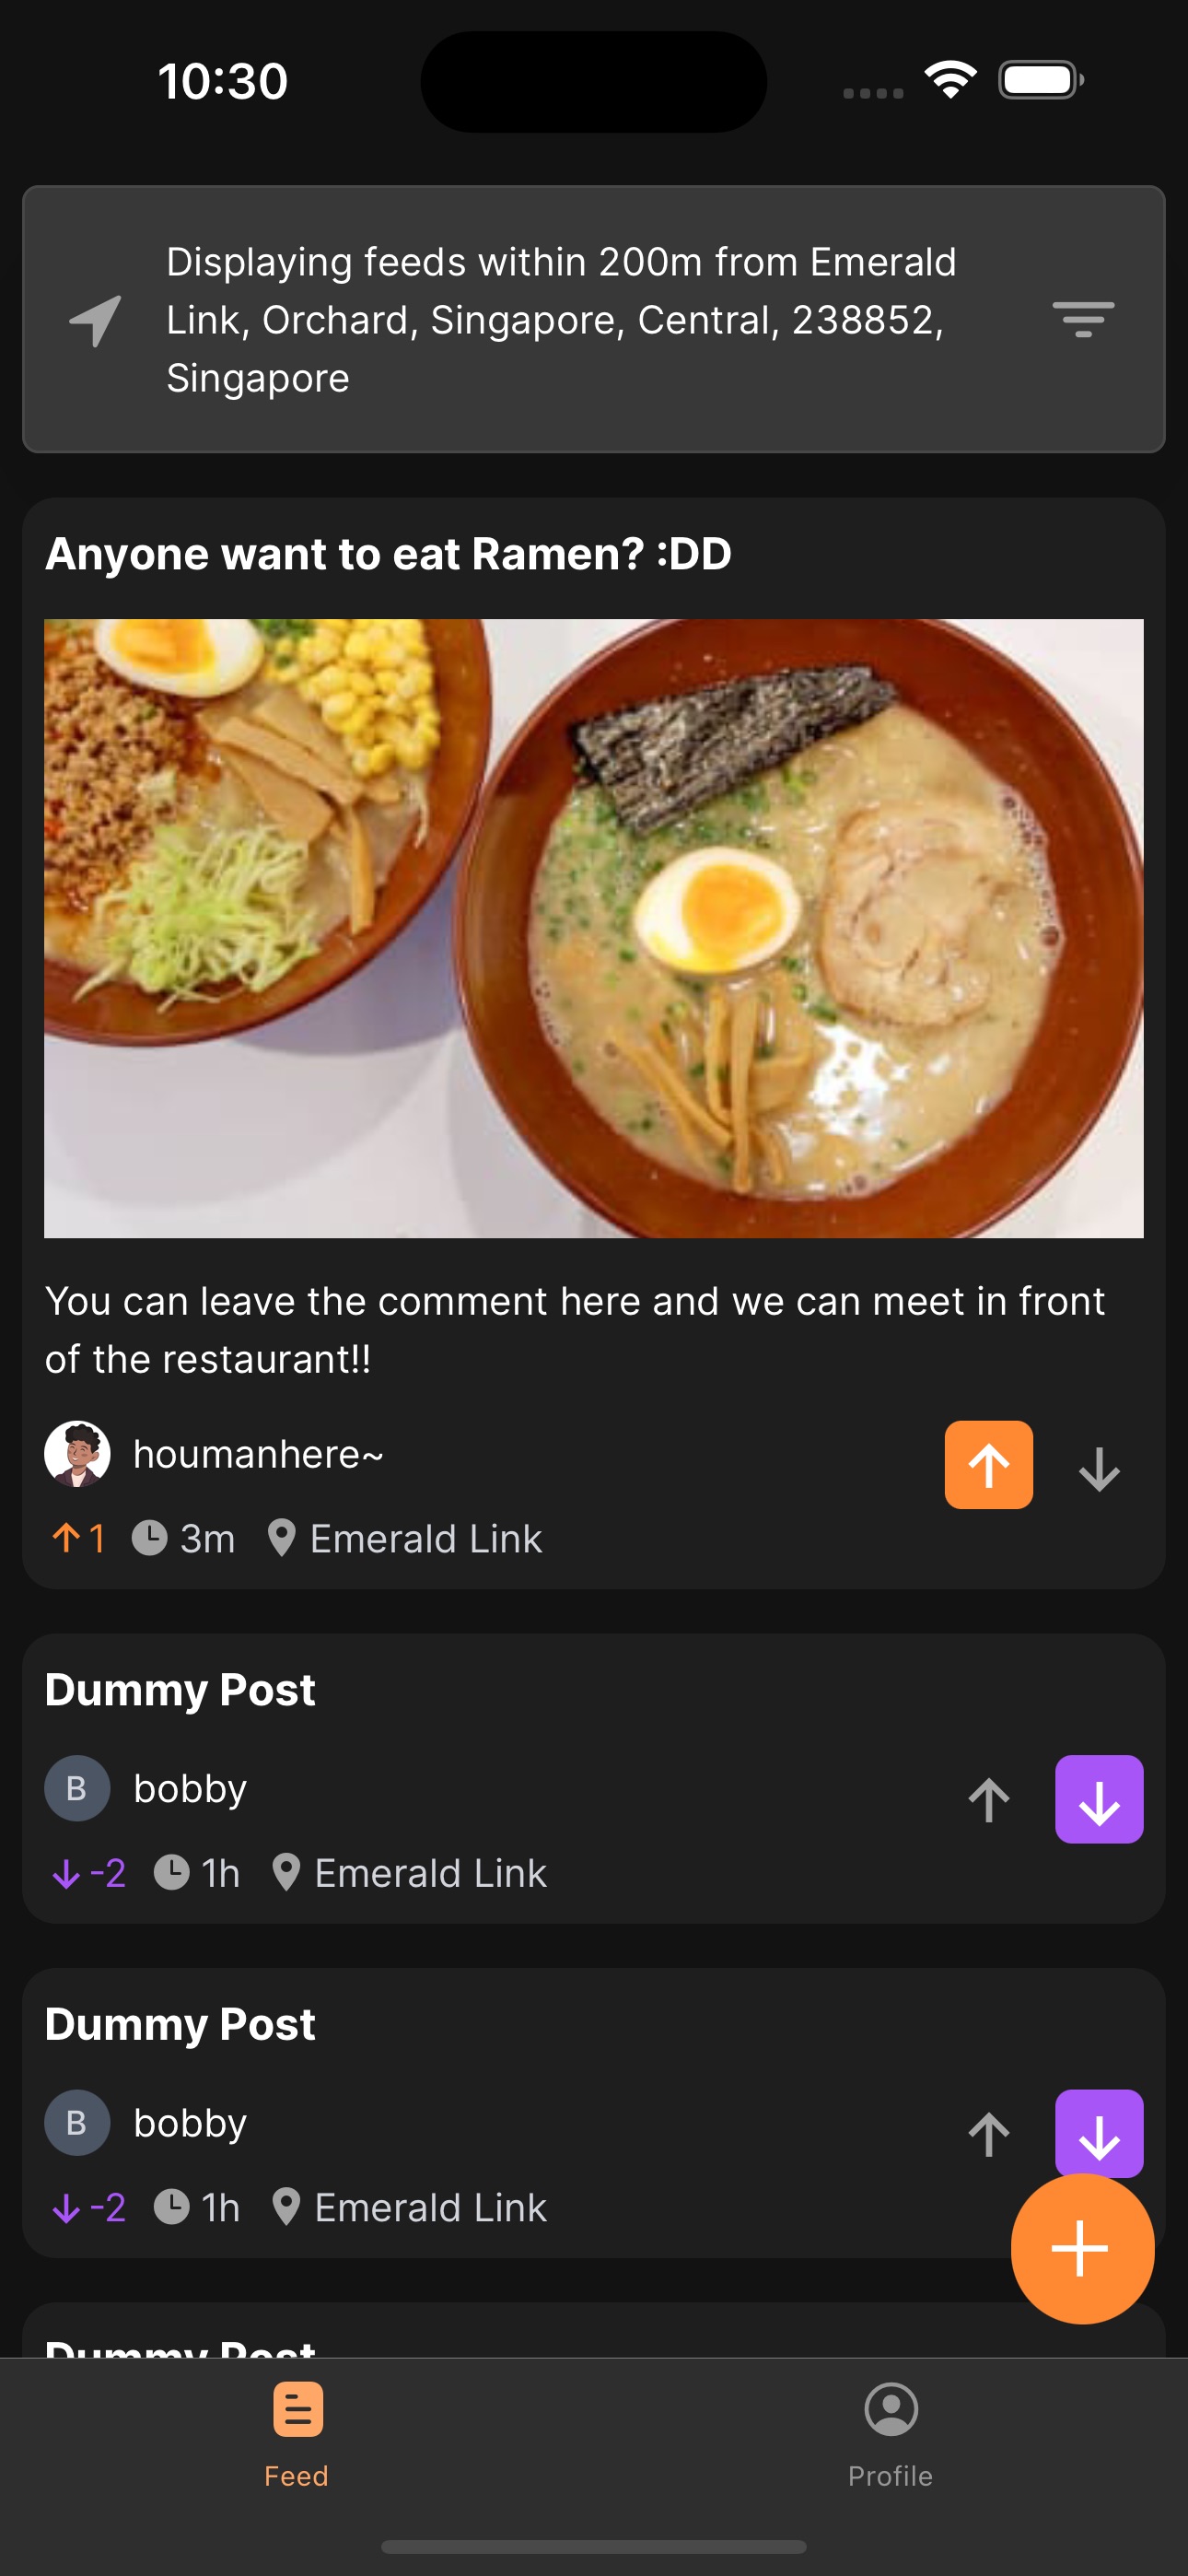 10:30
Displaying feeds within 200m from Emerald
Link, Orchard, Singapore, Central, 238852,
Singapore
Anyone want to eat Ramen? :DD
You can leave the comment here and we can meet in front
of the restaurant!!
houmanhere~
1 3m Emerald Link
Dummy Post
B bobby
-2 1h Emerald Link
Dummy Post
B bobby
-2 1h Emerald Link
Dummy Post
Feed Profile